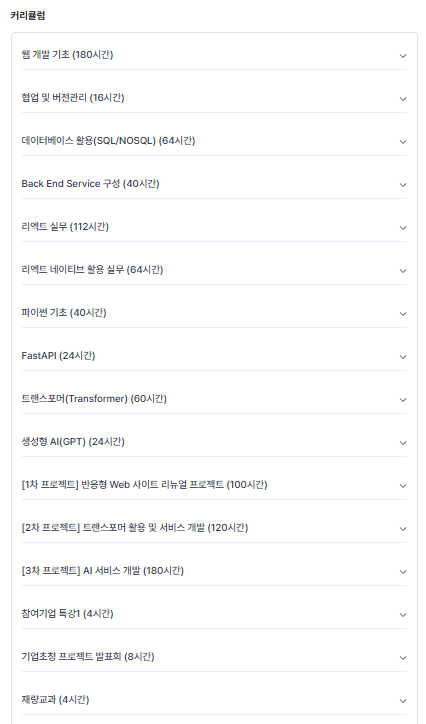 커리큘럼
웹 개발 기초 (180시간)
협업 및 버전관리 (16시간)
데이터베이스 활용(SQL/NOSQL) (64시간)
Back End Service 구성 (40시간)
리엑트 실무 (112시간)
리엑트 네이티브 활용 실무 (64시간)
파이썬 기초 (40시간)
FastAPI (24시간)
트랜스포머(Transformer) (60시간)
생성형 AI(GPT) (24시간)
[1차 프로젝트] 반응형 Web 사이트 리뉴얼 프로젝트 (100시간)
[2차 프로젝트] 트랜스포머 활용 및 서비스 개발 (120시간)
[3차 프로젝트] AI 서비스 개발 (180시간)
참여기업 특강1 (4시간)
기업초청 프로젝트 발표회 (8시간)
재량교과 (4시간)